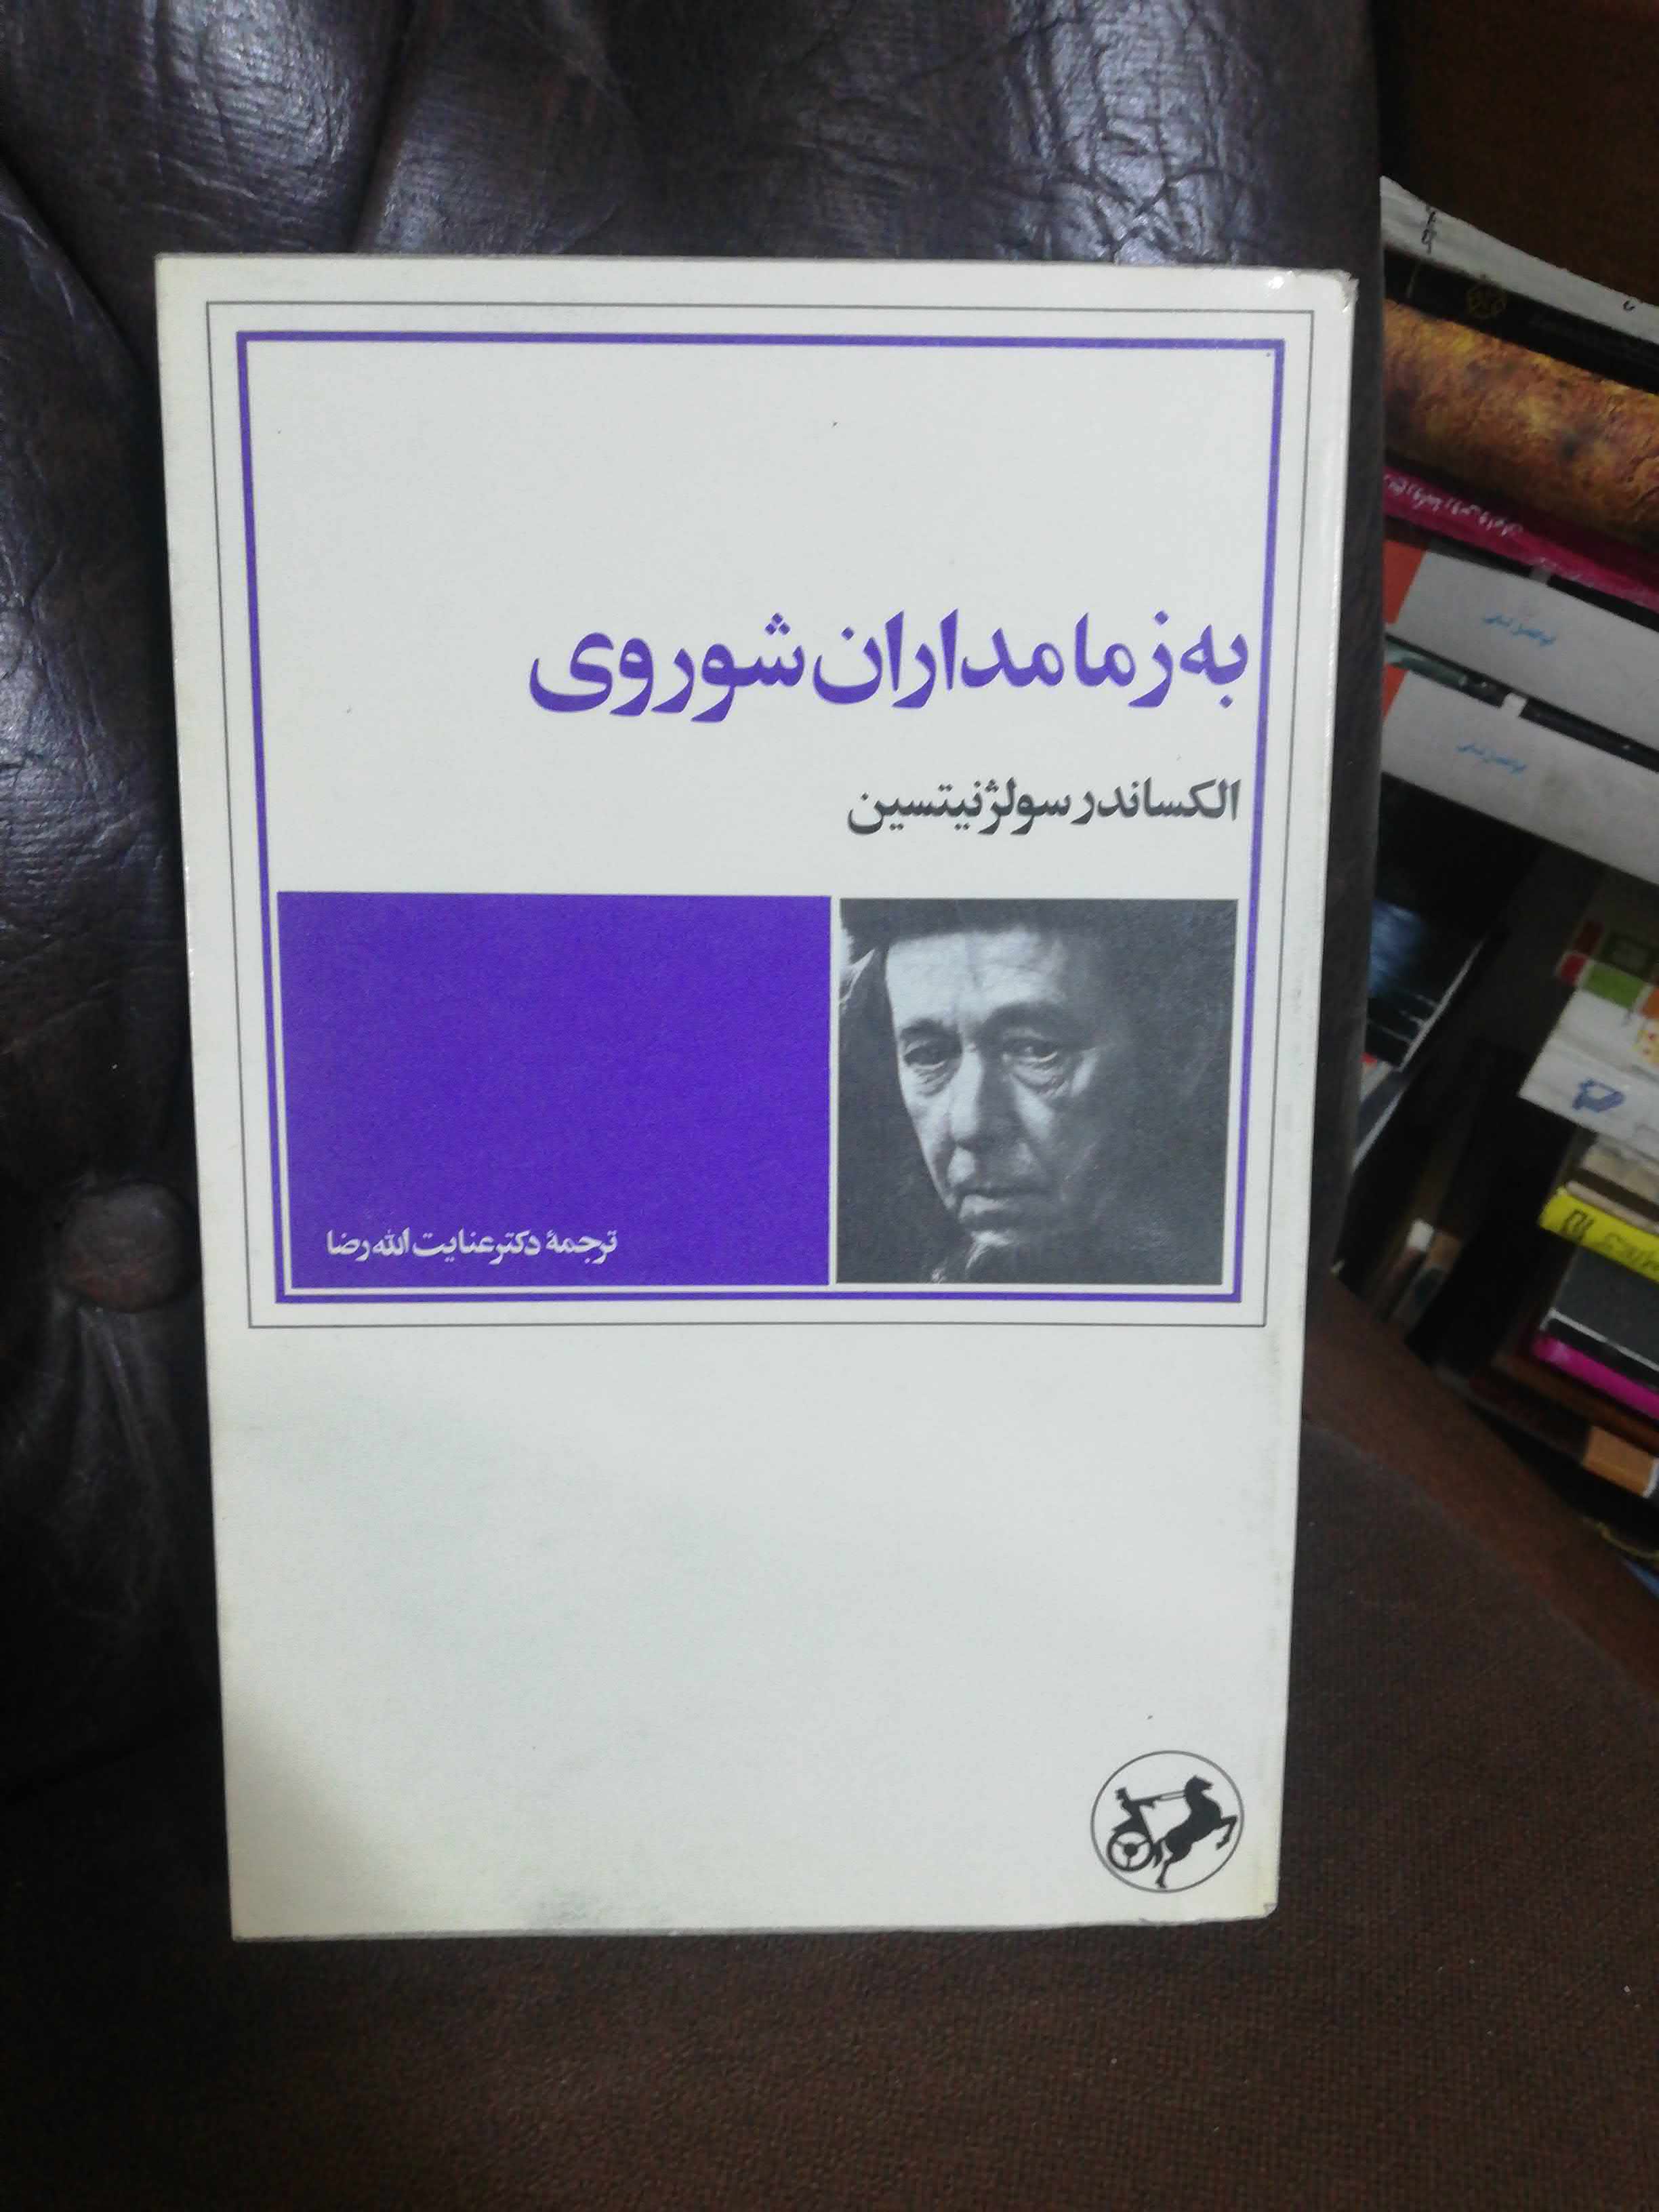 به زمامداران شوروی
الکساندر سولژنیتسین
ترجمهٔ دکتر عنایت الله رضا